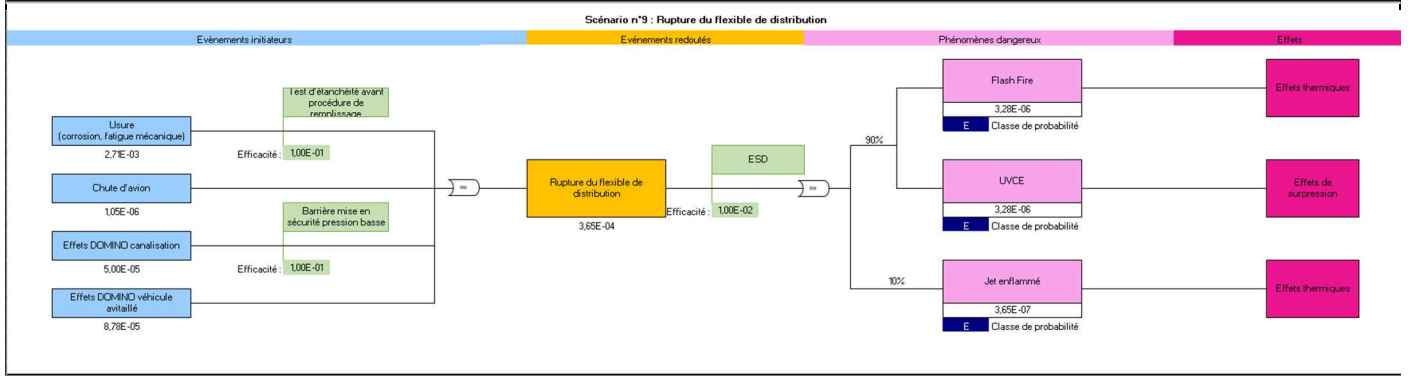 Scénario n°9 : Rupture du flexible de distribution
Evènements initiateurs
Evénements redoutés
Phénomènes dangereux
Effets
Test d'étanchéité avant
procédure de
remplissage
Usure
(corrosion, fatigue mécanique)
2,71E-03
Efficacité : 1,00E-01
Chute d'avion
1,05E-06
Barrière mise en
sécurité pression basse
Effets DOMINO canalisation
5,00E-05
Efficacité : 1,00E-01
Effets DOMINO véhicule
avitaillé
8,78E-05
ou
Rupture du flexible de
distribution
3,65E-04
ESD
Efficacité : 1,00E-02
ou
90%
10%
Flash Fire
3,28E-06
E Classe de probabilité
Effets thermiques
UVCE
3,28E-06
E Classe de probabilité
Effets de
surpression
Jet enflammé
3,65E-07
E Classe de probabilité
Effets thermiques